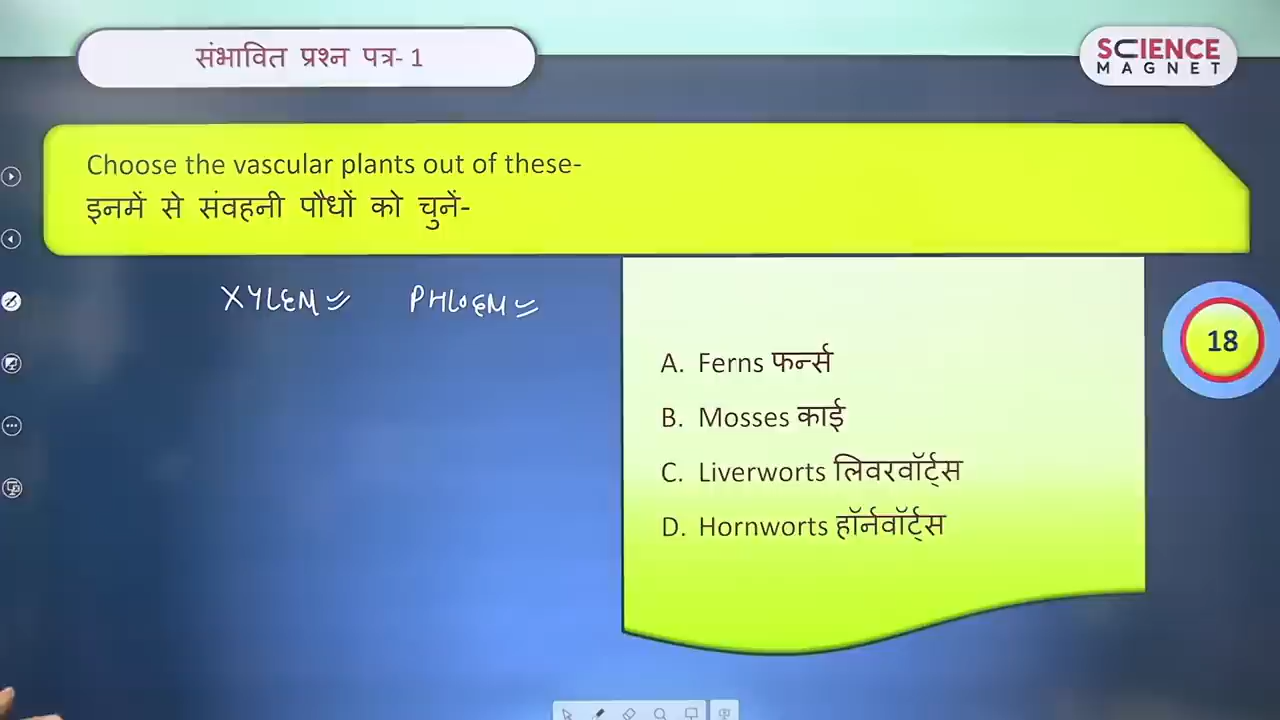 संभावित प्रश्न पत्र- 1
SCIENCE
MAGNET
Choose the vascular plants out of these-
इनमें से संवहनी पौधों को चुनें-
XYLEM PHLOEM
18
A. Ferns फर्न्स
B. Mosses काई
C. Liverworts लिवरवॉर्ट्स
D. Hornworts हॉर्नवॉर्ट्स